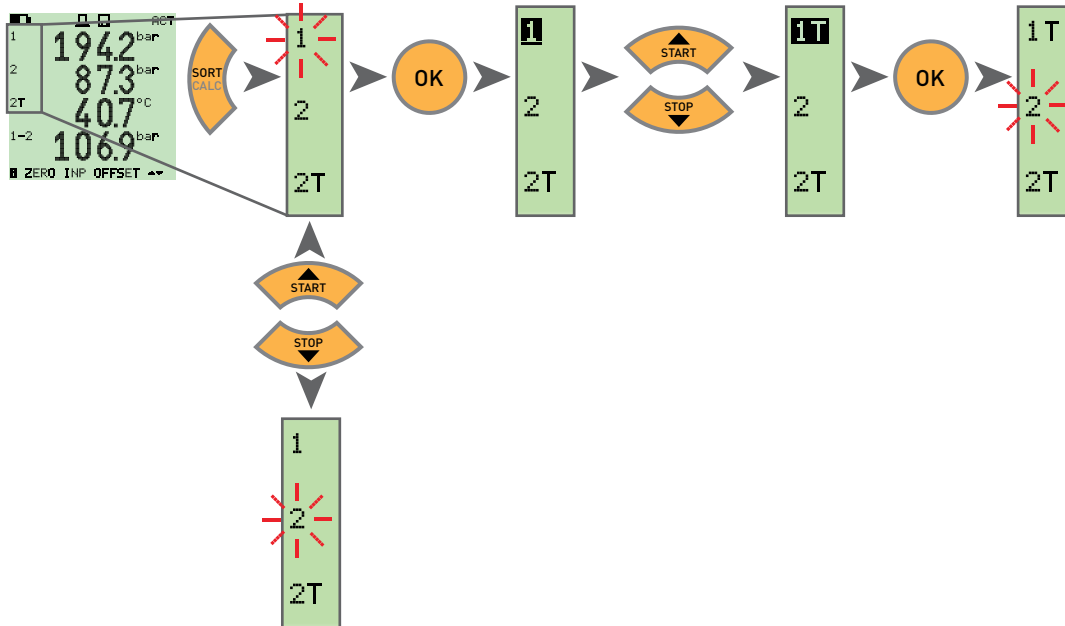 ACT
1 194.2 bar
2 87.3 bar
2T 40.7 °C
1-2 106.9 bar
ZERO INP OFFSET
SORT
CALC
1
2
2T
OK
1
2
2T
START
STOP
1T
2
2T
OK
1T
2
2T
START
STOP
1
2
2T